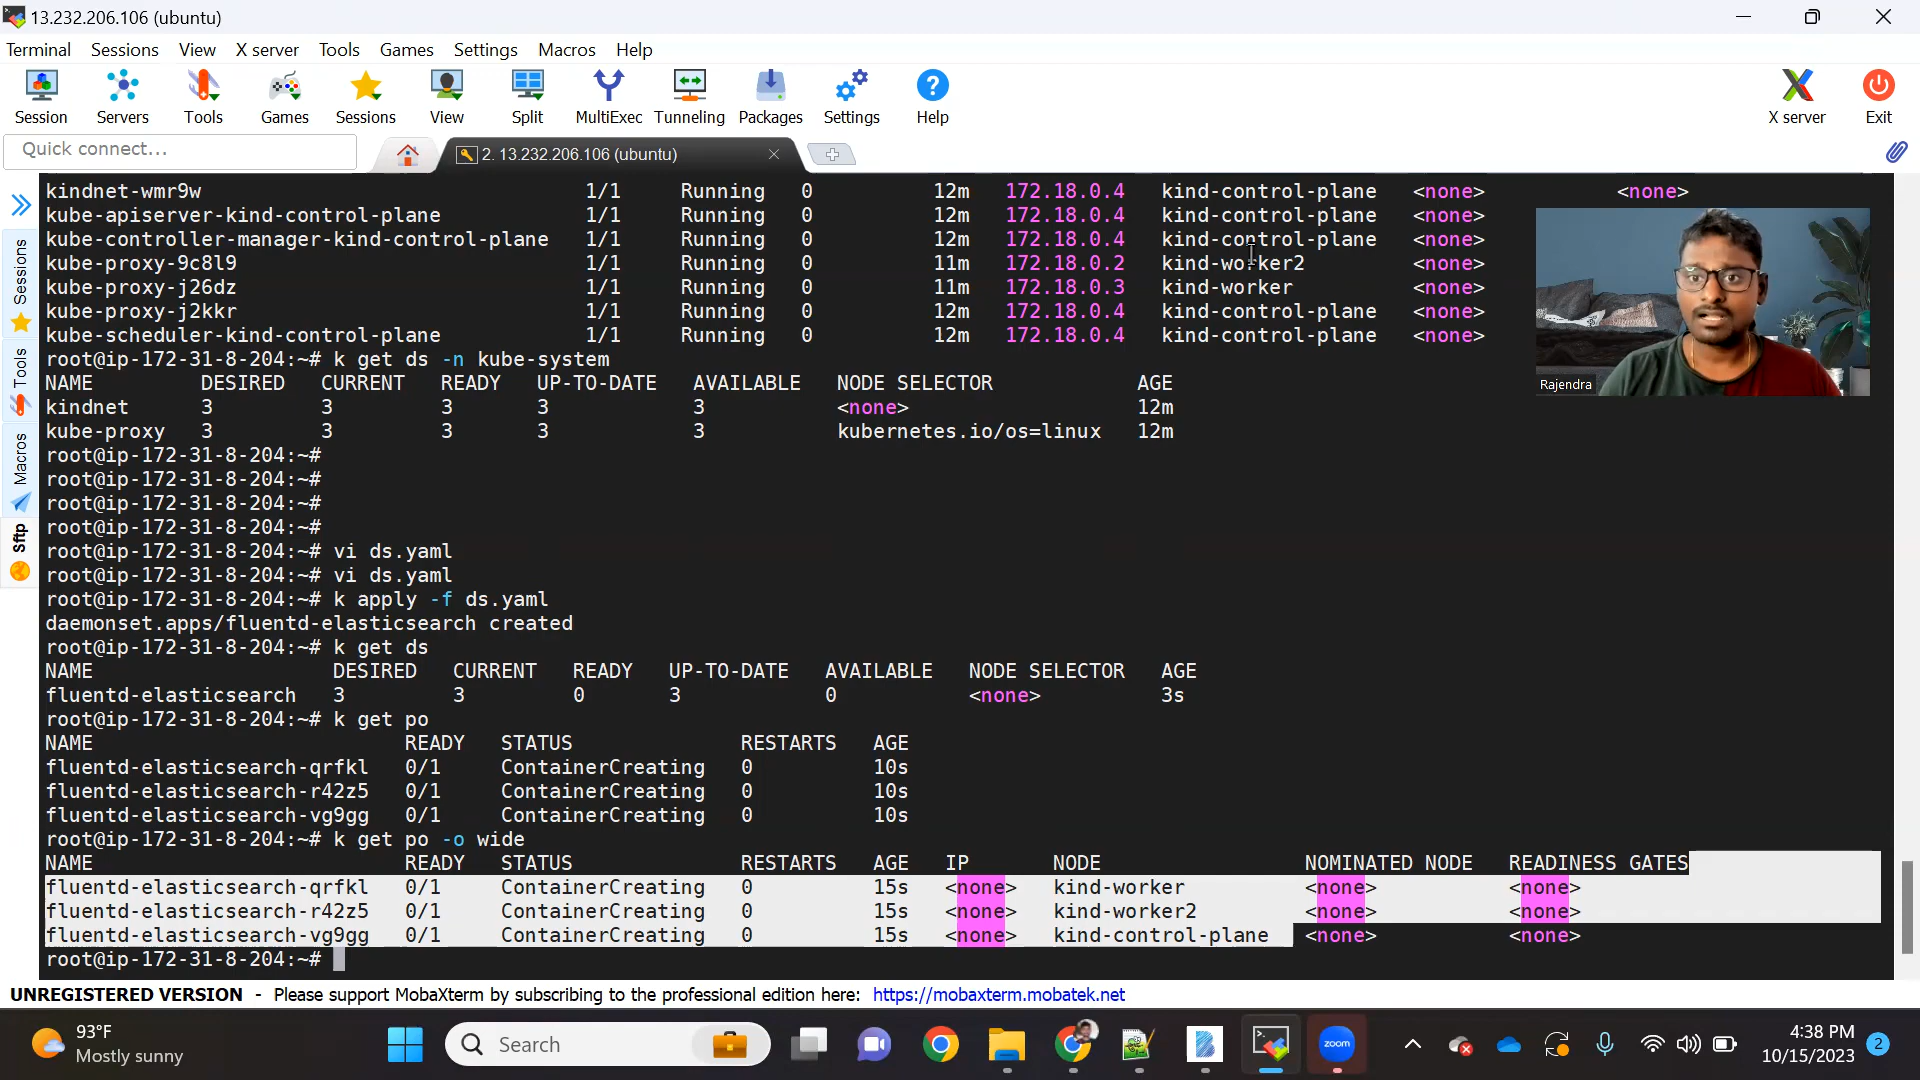 13.232.206.106 (ubuntu)
Terminal Sessions View X server Tools Games Settings Macros Help
Session Servers Tools Games Sessions View Split MultiExec Tunneling Packages Settings Help X server Exit
Quick connect...
2. 13.232.206.106 (ubuntu)
Sessions
Tools
Macros
Sftp
kindnet-wmr9w 1/1 Running 0 12m 172.18.0.4 kind-control-plane <none> <none>
kube-apiserver-kind-control-plane 1/1 Running 0 12m 172.18.0.4 kind-control-plane <none>
kube-controller-manager-kind-control-plane 1/1 Running 0 12m 172.18.0.4 kind-control-plane <none>
kube-proxy-9c8l9 1/1 Running 0 11m 172.18.0.2 kind-worker2 <none>
kube-proxy-j26dz 1/1 Running 0 11m 172.18.0.3 kind-worker <none>
kube-proxy-j2kkr 1/1 Running 0 12m 172.18.0.4 kind-control-plane <none>
kube-scheduler-kind-control-plane 1/1 Running 0 12m 172.18.0.4 kind-control-plane <none>
root@ip-172-31-8-204:~# k get ds -n kube-system
NAME DESIRED CURRENT READY UP-TO-DATE AVAILABLE NODE SELECTOR AGE
kindnet 3 3 3 3 3 <none> 12m
kube-proxy 3 3 3 3 3 kubernetes.io/os=linux 12m
root@ip-172-31-8-204:~#
root@ip-172-31-8-204:~#
root@ip-172-31-8-204:~#
root@ip-172-31-8-204:~#
root@ip-172-31-8-204:~# vi ds.yaml
root@ip-172-31-8-204:~# vi ds.yaml
root@ip-172-31-8-204:~# k apply -f ds.yaml
daemonset.apps/fluentd-elasticsearch created
root@ip-172-31-8-204:~# k get ds
NAME DESIRED CURRENT READY UP-TO-DATE AVAILABLE NODE SELECTOR AGE
fluentd-elasticsearch 3 3 0 3 0 <none> 3s
root@ip-172-31-8-204:~# k get po
NAME READY STATUS RESTARTS AGE
fluentd-elasticsearch-qrfkl 0/1 ContainerCreating 0 10s
fluentd-elasticsearch-r42z5 0/1 ContainerCreating 0 10s
fluentd-elasticsearch-vg9gg 0/1 ContainerCreating 0 10s
root@ip-172-31-8-204:~# k get po -o wide
NAME READY STATUS RESTARTS AGE IP NODE NOMINATED NODE READINESS GATES
fluentd-elasticsearch-qrfkl 0/1 ContainerCreating 0 15s <none> kind-worker <none> <none>
fluentd-elasticsearch-r42z5 0/1 ContainerCreating 0 15s <none> kind-worker2 <none> <none>
fluentd-elasticsearch-vg9gg 0/1 ContainerCreating 0 15s <none> kind-control-plane <none> <none>
root@ip-172-31-8-204:~#
Rajendra
UNREGISTERED VERSION - Please support MobaXterm by subscribing to the professional edition here: https://mobaxterm.mobatek.net
93°F
Mostly sunny
Search
zoom
4:38 PM
10/15/2023
2